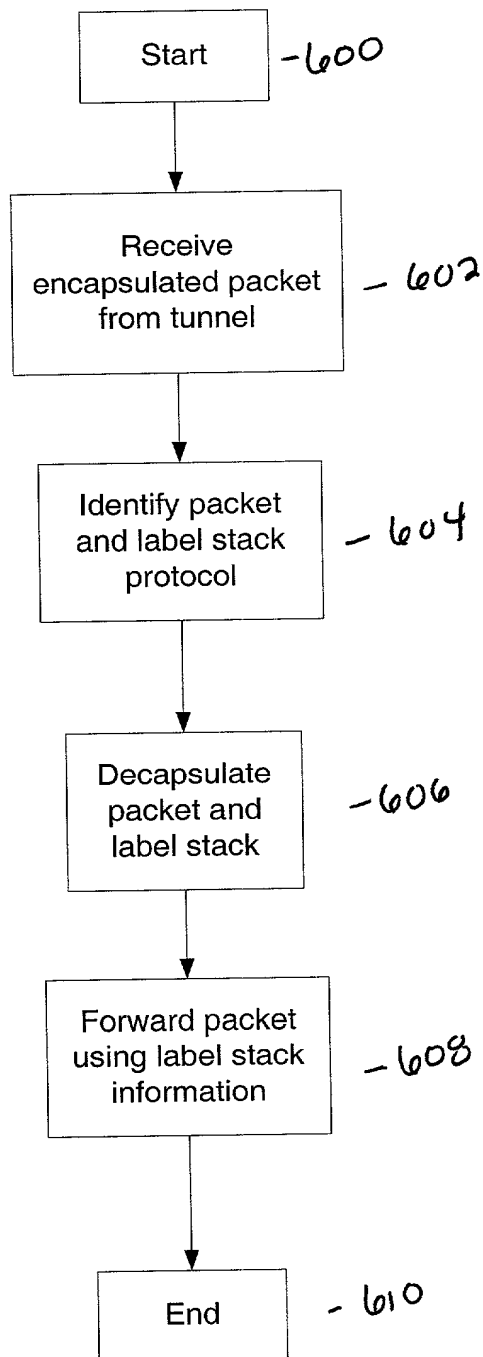 Start -600
Receive
encapsulated packet
from tunnel
- 602
Identify packet
and label stack
protocol
- 604
Decapsulate
packet and
label stack
-606
Forward packet
using label stack
information
-608
End - 610